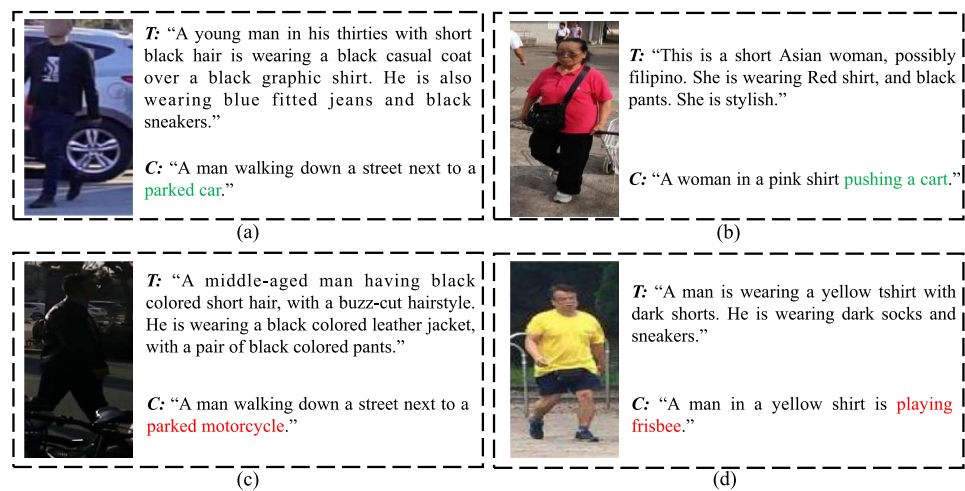 T: “A young man in his thirties with short
black hair is wearing a black casual coat
over a black graphic shirt. He is also
wearing blue fitted jeans and black
sneakers.”
C: “A man walking down a street next to a
parked car.”
(a)
T: “This is a short Asian woman, possibly
filipino. She is wearing Red shirt, and black
pants. She is stylish.”
C: “A woman in a pink shirt pushing a cart.”
(b)
T: “A middle-aged man having black
colored short hair, with a buzz-cut hairstyle.
He is wearing a black colored leather jacket,
with a pair of black colored pants.”
C: “A man walking down a street next to a
parked motorcycle.”
(c)
T: “A man is wearing a yellow tshirt with
dark shorts. He is wearing dark socks and
sneakers.”
C: “A man in a yellow shirt is playing
frisbee.”
(d)